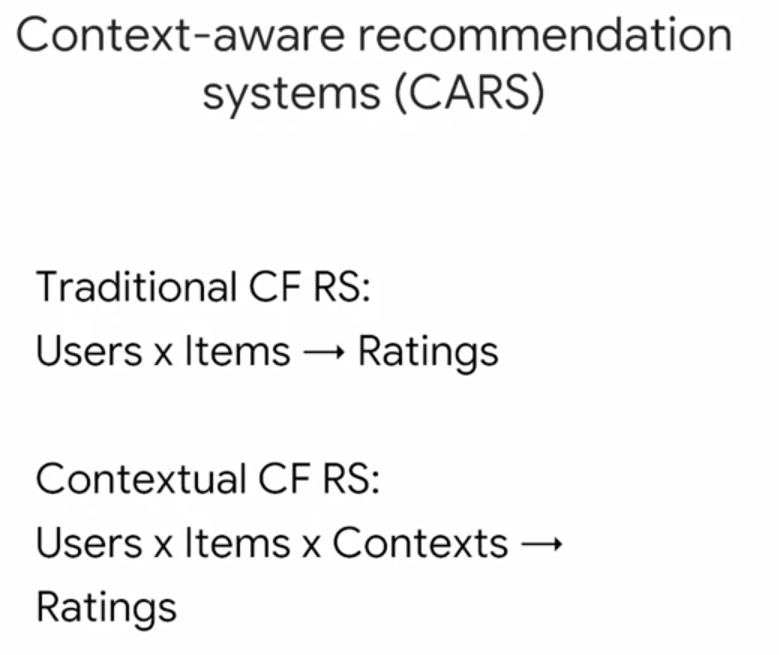 Context-aware recommendation
systems (CARS)
Traditional CF RS:
Users x Items → Ratings
Contextual CF RS:
Users x Items x Contexts →
Ratings